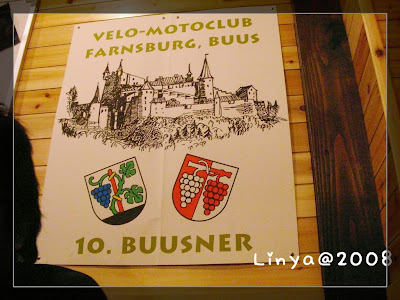 VELO-MOTOCLUB
FARNSBURG, BUUS
10. BUUSNER
Linya@2008